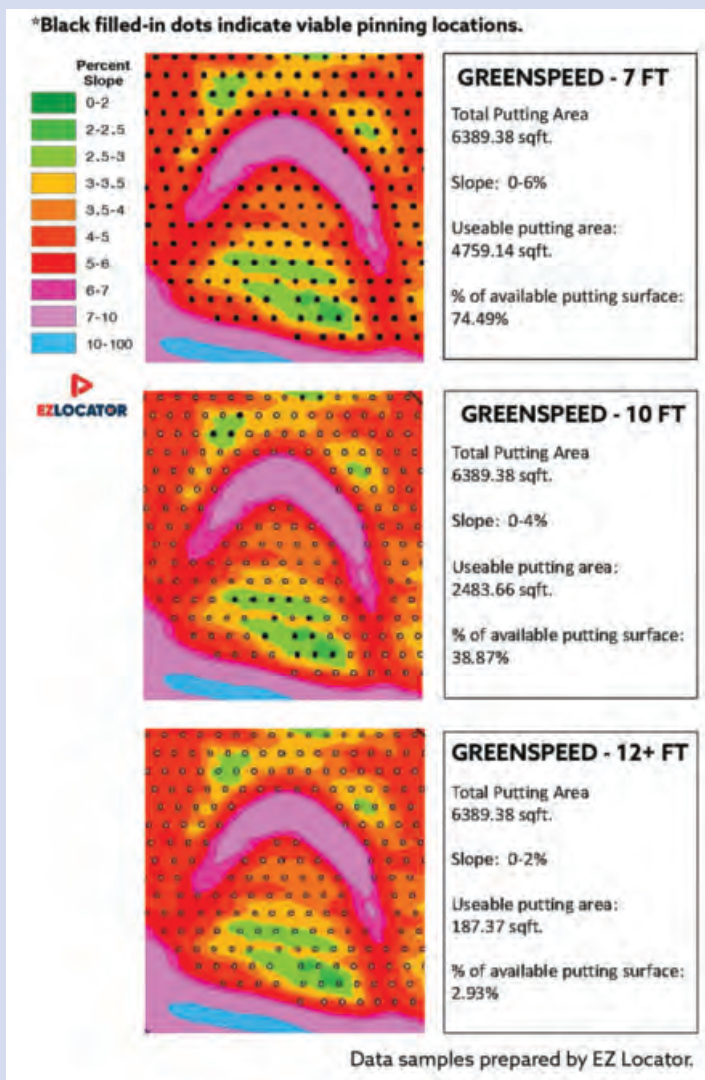 *Black filled-in dots indicate viable pinning locations.
Percent
Slope
0-2
2-2.5
2.5-3
3-3.5
3.5-4
4-5
5-6
6-7
7-10
10-100
EZLOCATOR
GREENSPEED - 7 FT
Total Putting Area
6389.38 sqft.
Slope: 0-6%
Useable putting area:
4759.14 sqft.
% of available putting surface:
74.49%
GREENSPEED - 10 FT
Total Putting Area
6389.38 sqft.
Slope: 0-4%
Useable putting area:
2483.66 sqft.
% of available putting surface:
38.87%
GREENSPEED - 12+ FT
Total Putting Area
6389.38 sqft.
Slope: 0-2%
Useable putting area:
187.37 sqft.
% of available putting surface:
2.93%
Data samples prepared by EZ Locator.